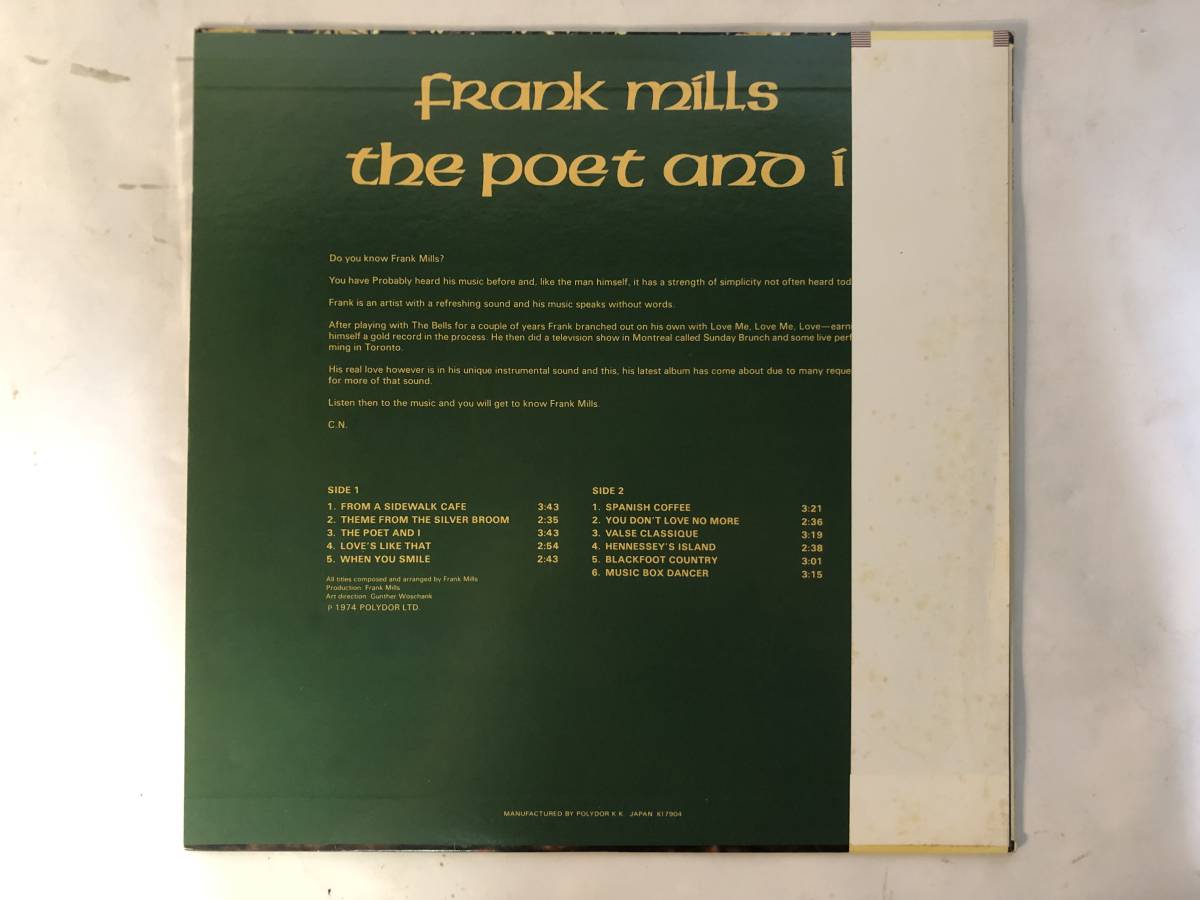 frank mills
the poet and i
Do you know Frank Mills?
You have Probably heard his music before and, like the man himself, it has a strength of simplicity not often heard tod
Frank is an artist with a refreshing sound and his music speaks without words.
After playing with The Bells for a couple of years Frank branched out on his own with Love Me, Love Me, Love—earn
himself a gold record in the process. He then did a television show in Montreal called Sunday Brunch and some live perf
ming in Toronto.
His real love however is in his unique instrumental sound and this, his latest album has come about due to many reque
for more of that sound.
Listen then to the music and you will get to know Frank Mills.
C.N.
SIDE 1
1. FROM A SIDEWALK CAFE 3:43
2. THEME FROM THE SILVER BROOM 2:35
3. THE POET AND I 3:43
4. LOVE'S LIKE THAT 2:54
5. WHEN YOU SMILE 2:43
All titles composed and arranged by Frank Mills
Production: Frank Mills
Art direction: Gunther Woschank
℗ 1974 POLYDOR LTD.
SIDE 2
1. SPANISH COFFEE 3:21
2. YOU DON'T LOVE NO MORE 2:36
3. VALSE CLASSIQUE 3:19
4. HENNESSEY'S ISLAND 2:38
5. BLACKFOOT COUNTRY 3:01
6. MUSIC BOX DANCER 3:15
MANUFACTURED BY POLYDOR K.K. JAPAN KI 7904